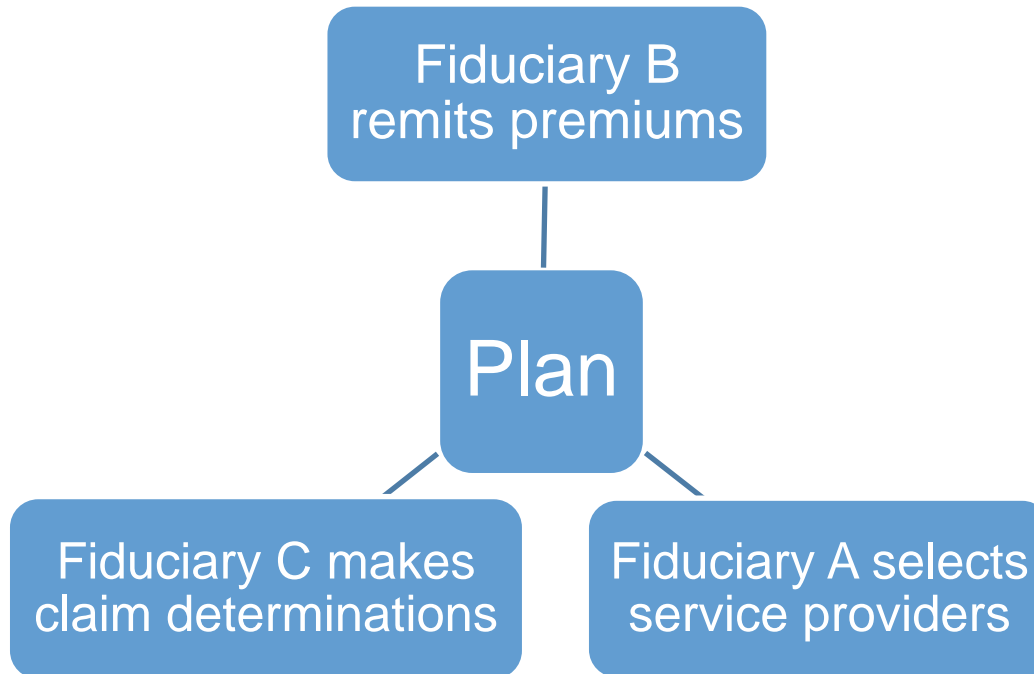 Fiduciary B
remits premiums
Plan
Fiduciary C makes
claim determinations
Fiduciary A selects
service providers